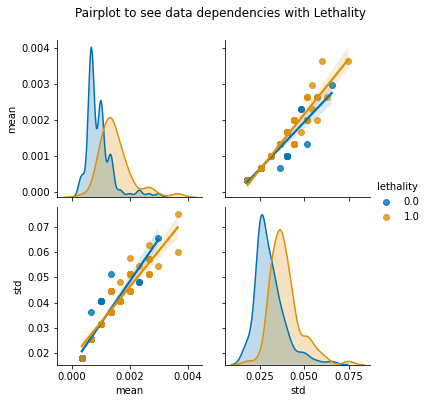 Pairplot to see data dependencies with Lethality
0.004
0.003
0.002
0.001
0.000
mean
lethality
0.0
1.0
0.07
0.06
0.05
0.04
0.03
0.02
std
0.000 0.002 0.004
mean
0.025 0.050 0.075
std